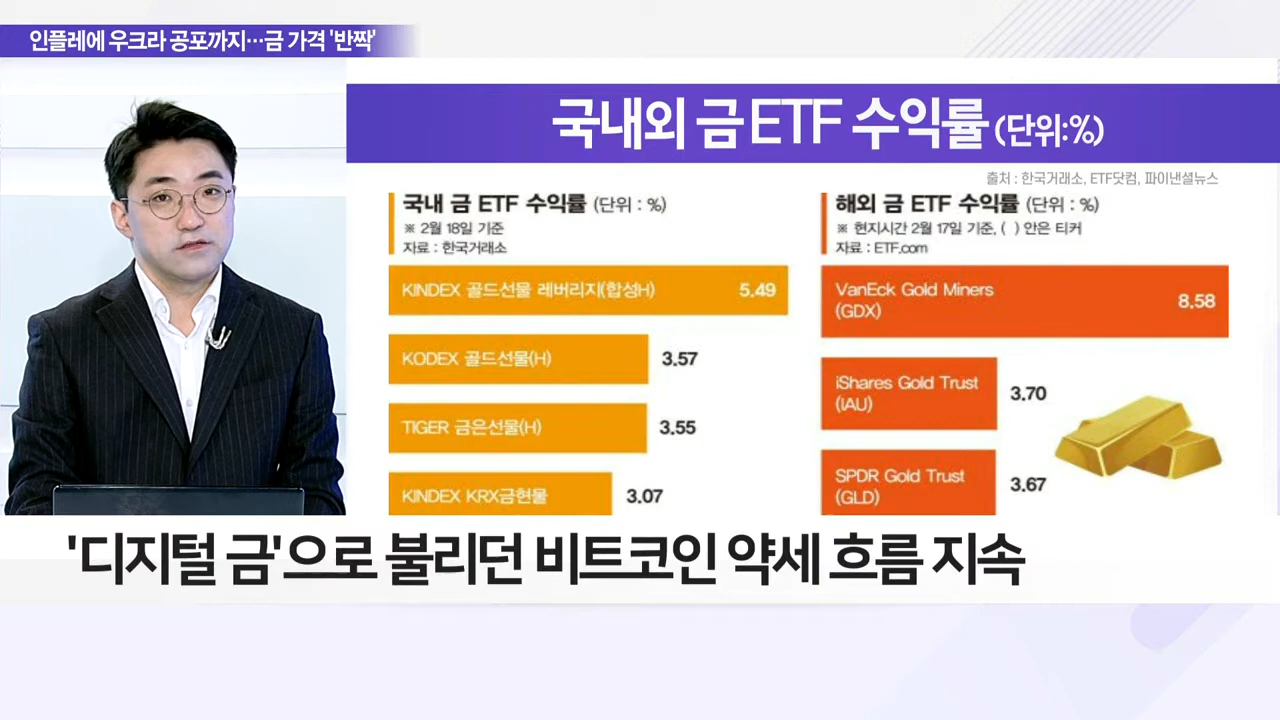 인플레에 우크라 공포까지…금 가격 '반짝'
국내외 금 ETF 수익률 (단위:%)
출처 : 한국거래소, ETF닷컴, 파이낸셜뉴스
국내 금 ETF 수익률 (단위 : %)
※ 2월 18일 기준
자료 : 한국거래소
KINDEX 골드선물 레버리지(합성H) 5.49
KODEX 골드선물(H) 3.57
TIGER 금은선물(H) 3.55
KINDEX KRX금현물 3.07
해외 금 ETF 수익률 (단위 : %)
※ 현지시간 2월 17일 기준, ( ) 안은 티커
자료 : ETF.com
VanEck Gold Miners
(GDX) 8.58
iShares Gold Trust
(IAU) 3.70
SPDR Gold Trust
(GLD) 3.67
'디지털 금'으로 불리던 비트코인 약세 흐름 지속